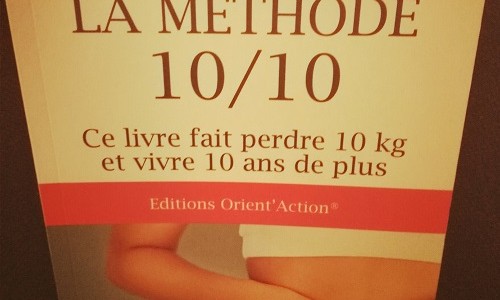 LA MÉTHODE
10/10
Ce livre fait perdre 10 kg
et vivre 10 ans de plus
Editions Orient'Action®